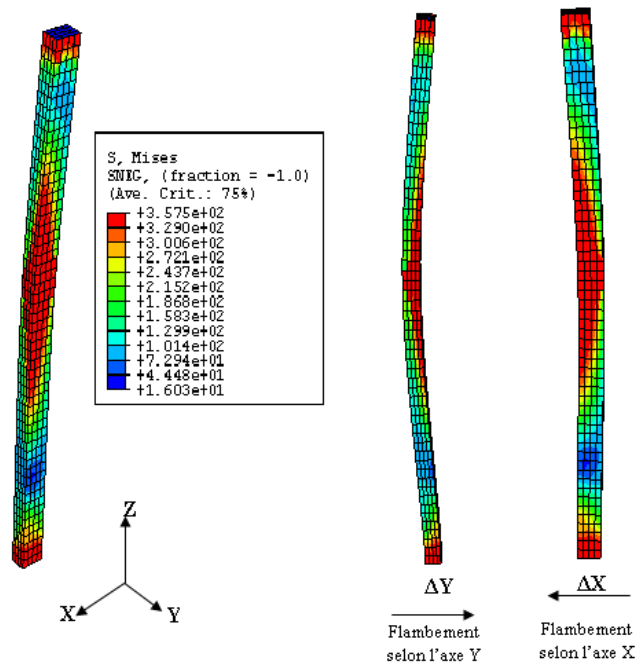 S, Mises
SNEG, (fraction = -1.0)
(Ave. Crit.: 75%)
+3.575e+02
+3.290e+02
+3.006e+02
+2.721e+02
+2.437e+02
+2.152e+02
+1.868e+02
+1.583e+02
+1.299e+02
+1.014e+02
+7.294e+01
+4.448e+01
+1.603e+01
Z
X
Y
ΔY
Flambement
selon l'axe Y
ΔX
Flambement
selon l'axe X